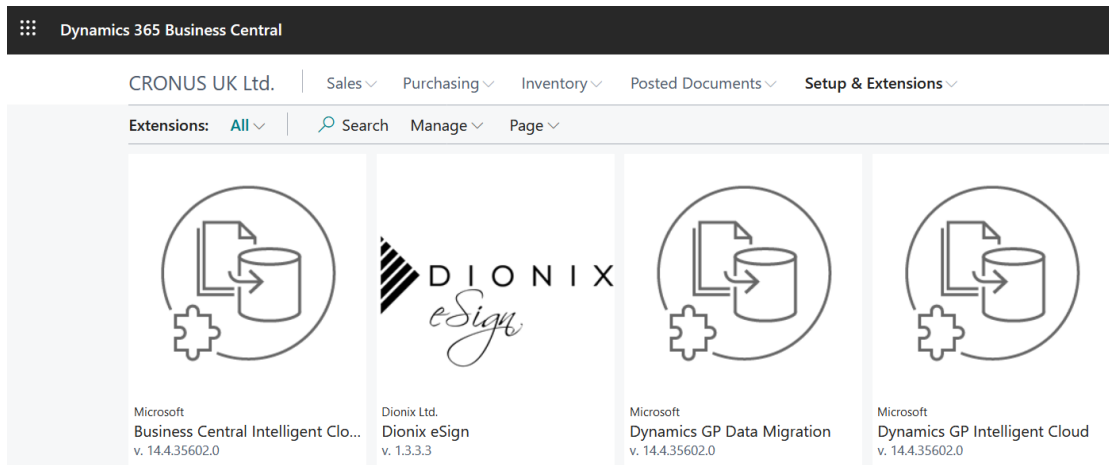 Dynamics 365 Business Central
CRONUS UK Ltd. Sales Purchasing Inventory Posted Documents Setup & Extensions
Extensions: All Search Manage Page
DIONIX
eSign
Microsoft
Business Central Intelligent Clo...
v. 14.4.35602.0
Dionix Ltd.
Dionix eSign
v. 1.3.3.3
Microsoft
Dynamics GP Data Migration
v. 14.4.35602.0
Microsoft
Dynamics GP Intelligent Cloud
v. 14.4.35602.0